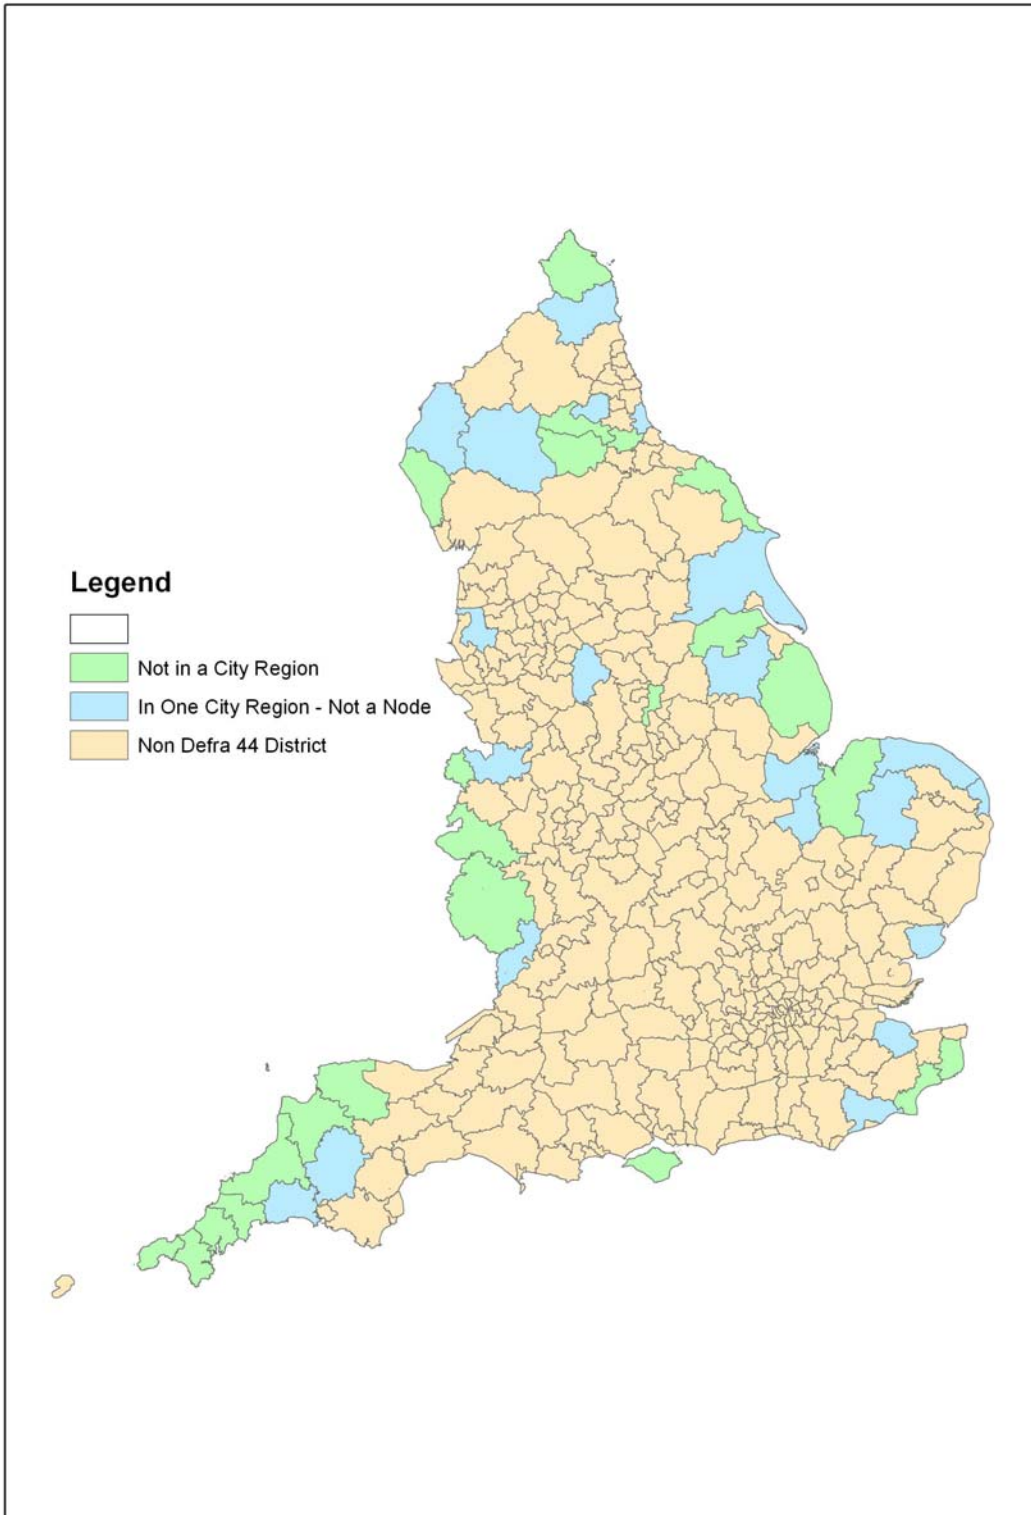 Legend
Not in a City Region
In One City Region - Not a Node
Non Defra 44 District